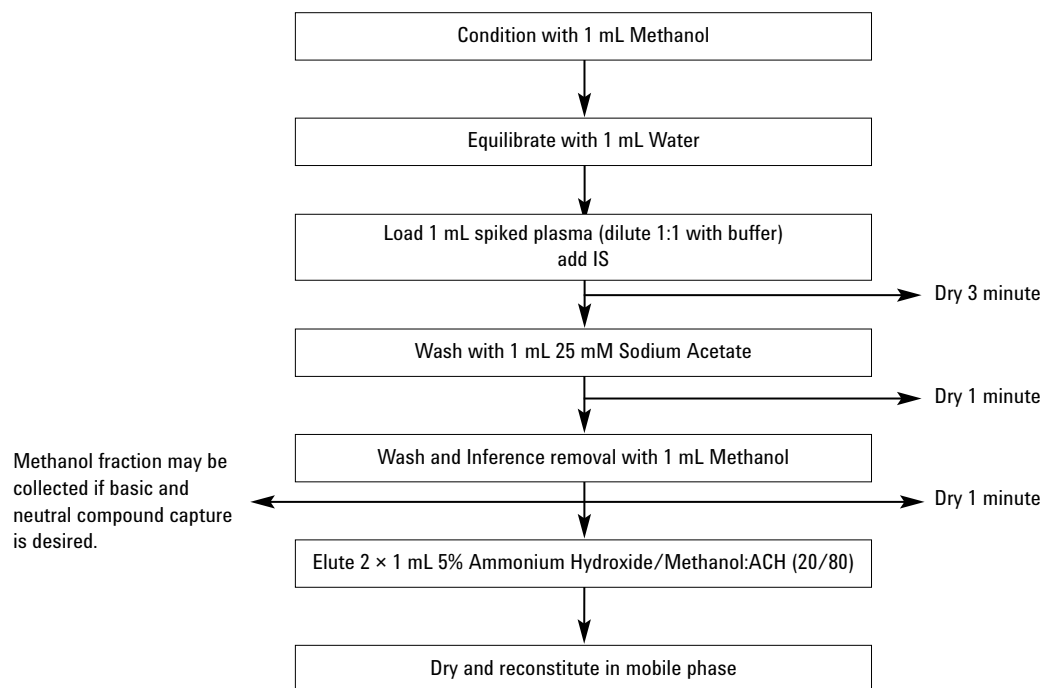 Condition with 1 mL Methanol
Equilibrate with 1 mL Water
Load 1 mL spiked plasma (dilute 1:1 with buffer)
add IS
Dry 3 minute
Wash with 1 mL 25 mM Sodium Acetate
Dry 1 minute
Wash and Inference removal with 1 mL Methanol
Methanol fraction may be
collected if basic and
neutral compound capture
is desired.
Dry 1 minute
Elute 2 × 1 mL 5% Ammonium Hydroxide/Methanol:ACH (20/80)
Dry and reconstitute in mobile phase